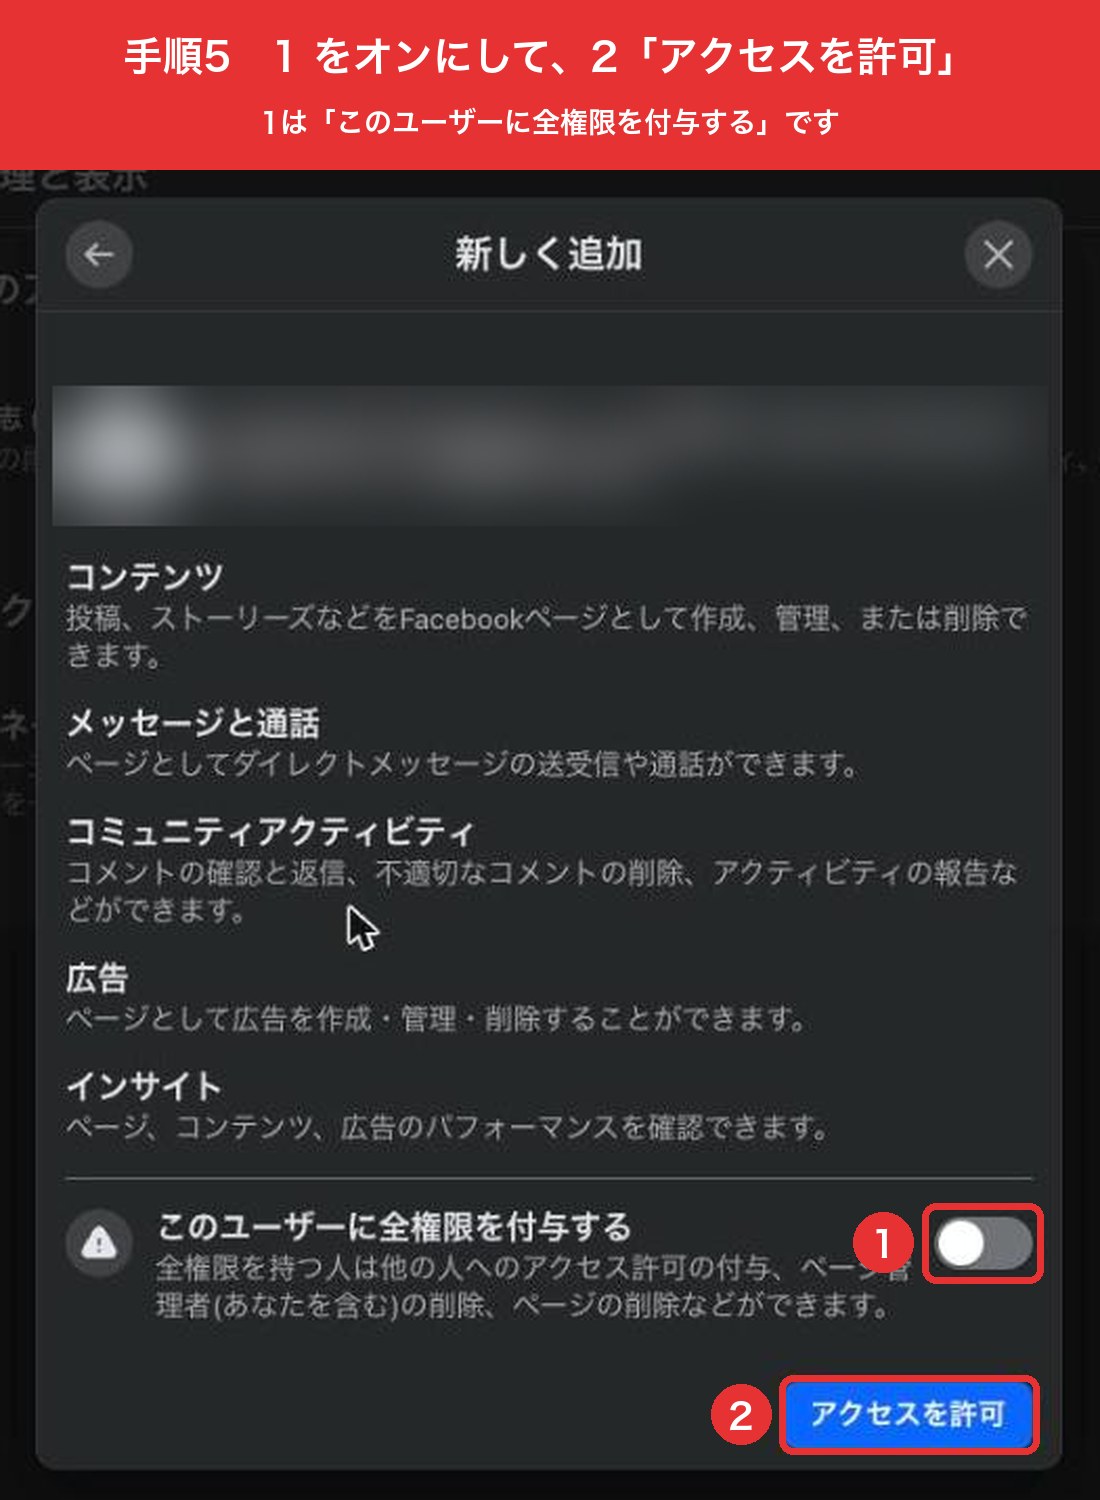 手順5　1 をオンにして、2「アクセスを許可」
1は「このユーザーに全権限を付与する」です
理と表示
新しく追加
コンテンツ
投稿、ストーリーズなどをFacebookページとして作成、管理、または削除で
きます。
メッセージと通話
ページとしてダイレクトメッセージの送受信や通話ができます。
コミュニティアクティビティ
コメントの確認と返信、不適切なコメントの削除、アクティビティの報告な
どができます。
広告
ページとして広告を作成・管理・削除することができます。
インサイト
ページ、コンテンツ、広告のパフォーマンスを確認できます。
このユーザーに全権限を付与する
1
全権限を持つ人は他の人へのアクセス許可の付与、ページ管
理者(あなたを含む)の削除、ページの削除などができます。
2
アクセスを許可